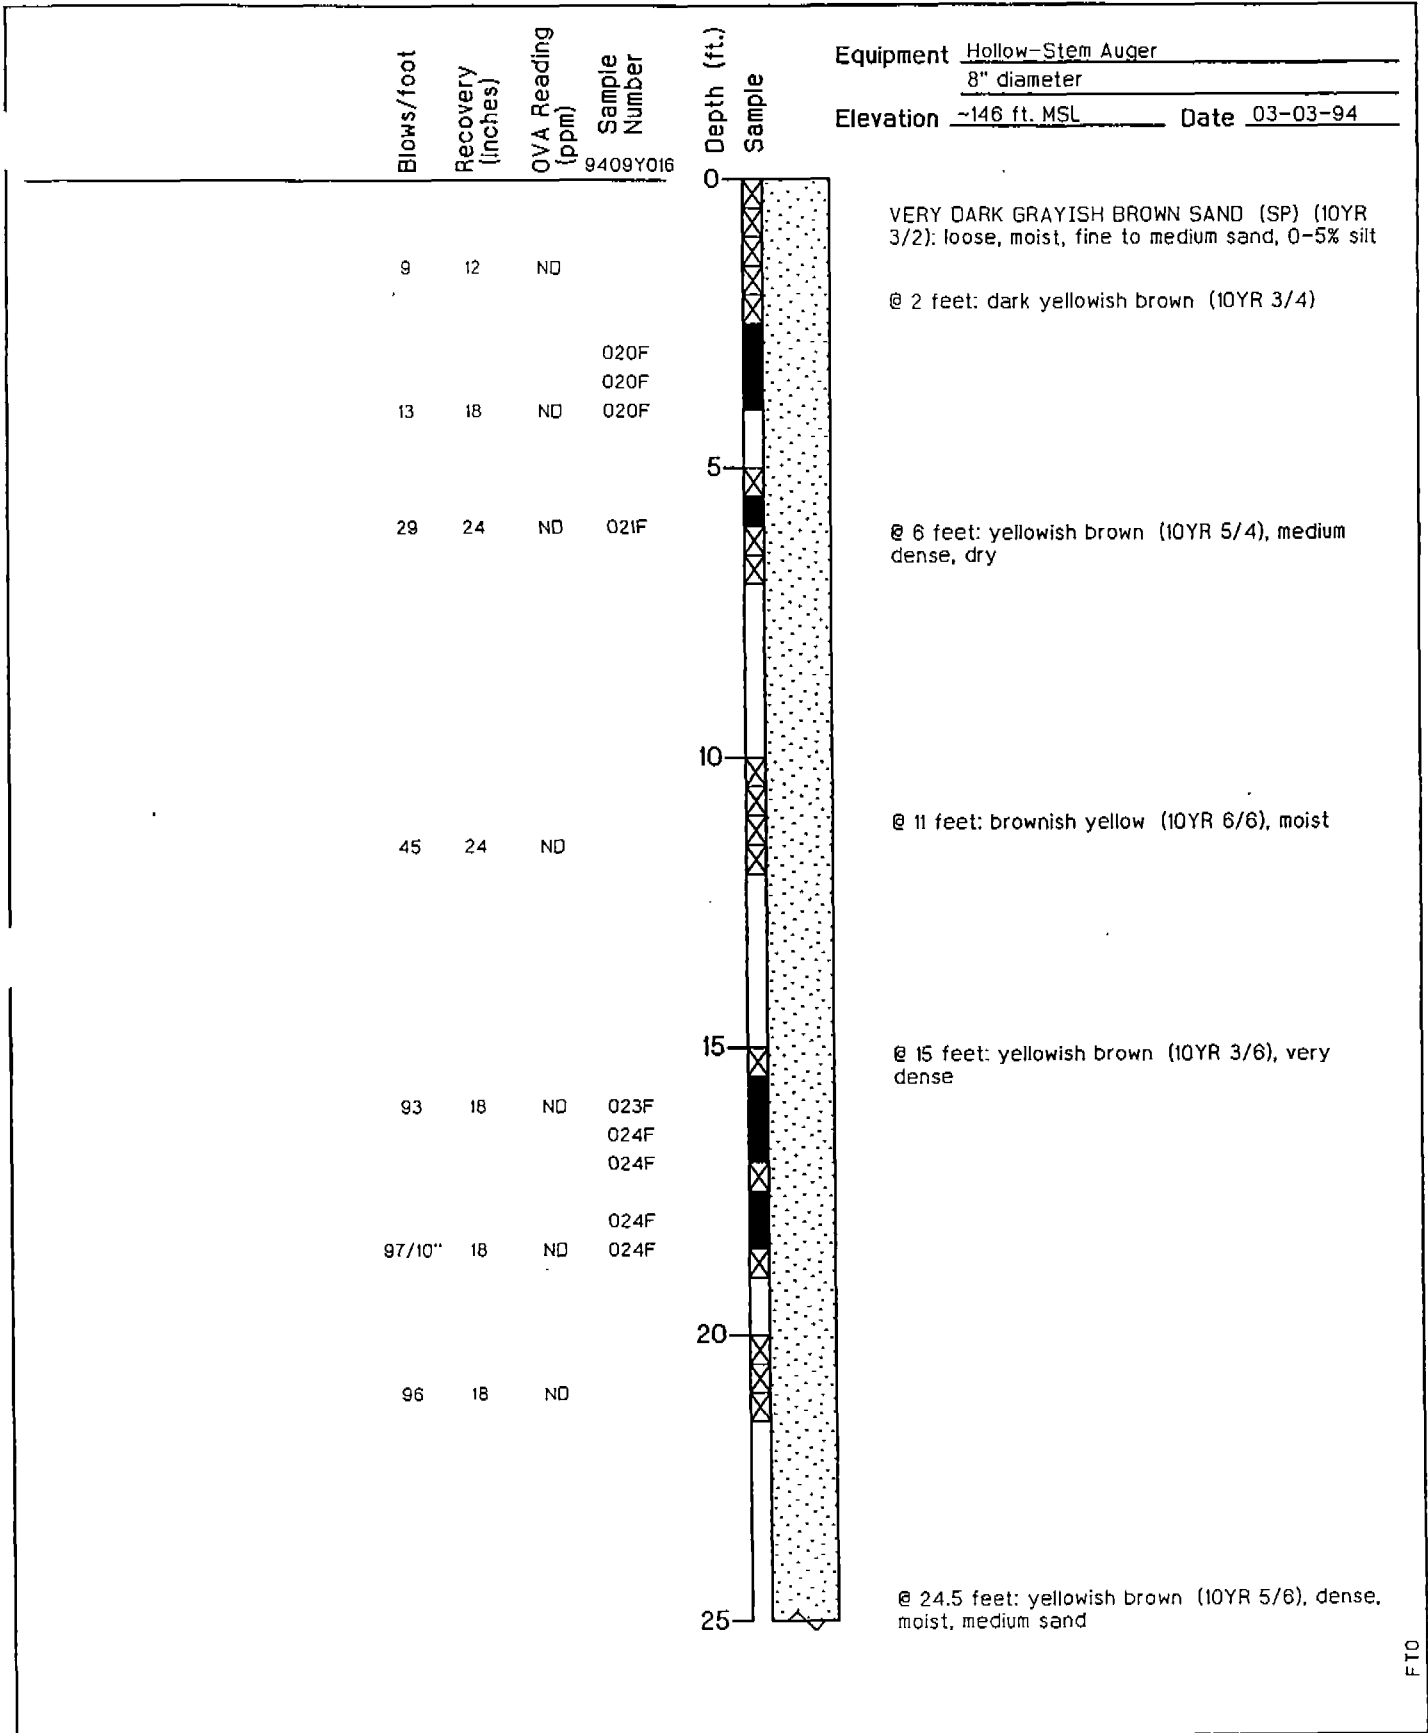 Blows/foot
Recovery
(inches)
OVA Reading
(ppm)
Sample
Number
9409Y016
Depth (ft.)
Sample
Equipment Hollow-Stem Auger
8" diameter
Elevation ~146 ft. MSL Date 03-03-94
0
VERY DARK GRAYISH BROWN SAND (SP) (10YR
3/2): loose, moist, fine to medium sand, 0-5% silt
9 12 ND
@ 2 feet: dark yellowish brown (10YR 3/4)
020F
020F
13 18 ND 020F
5
29 24 ND 021F
@ 6 feet: yellowish brown (10YR 5/4), medium
dense, dry
10
@ 11 feet: brownish yellow (10YR 6/6), moist
45 24 ND
15
@ 15 feet: yellowish brown (10YR 3/6), very
dense
93 18 ND 023F
024F
024F
024F
97/10" 18 ND 024F
20
96 18 ND
@ 24.5 feet: yellowish brown (10YR 5/6), dense,
moist, medium sand
25
FTO